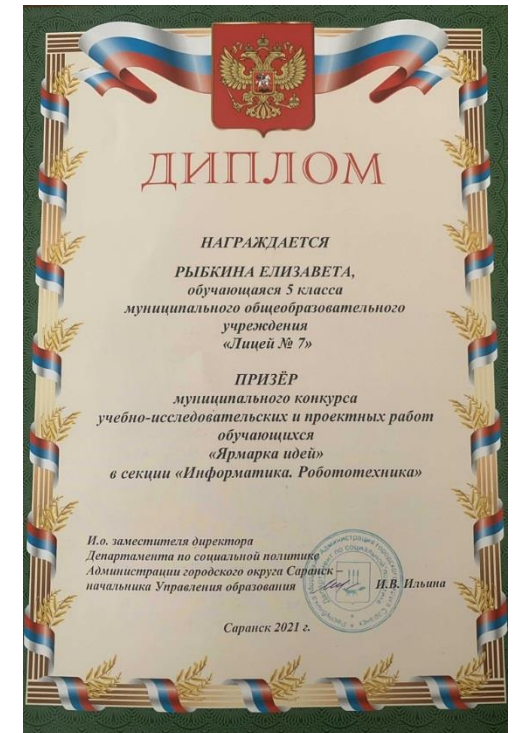 ДИПЛОМ
НАГРАЖДАЕТСЯ
РЫБКИНА ЕЛИЗАВЕТА,
обучающаяся 5 класса
муниципального общеобразовательного
учреждения
«Лицей № 7»
ПРИЗЁР
муниципального конкурса
учебно-исследовательских и проектных работ
обучающихся
«Ярмарка идей»
в секции «Информатика. Робототехника»
И.о. заместителя директора
Департамента по социальной политике
Администрации городского округа Саранск –
начальника Управления образования И.В. Ильина
Саранск 2021 г.